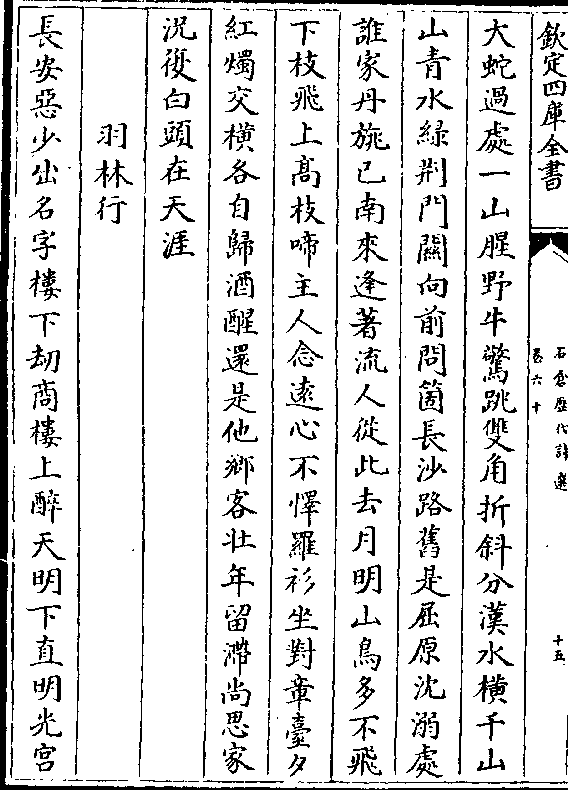 欽定四庫全書
石倉歷代詩選
卷六十
十五
大蛇過處一山腥野牛驚跳雙角折斜分漢水橫千山
山青水綠荆門關向前問箇長沙路舊是屈原沈溺處
誰家丹旐已南來逢著流人從此去月明山鳥多不飛
下枝飛上高枝啼主人念遠心不懌羅衫坐對章臺夕
紅燭交橫各自歸酒醒還是他鄉客壯年留滯尚思家
況復白頭在天涯
羽林行
長安惡少出名字樓下刼商樓上醉天明下直明光宮